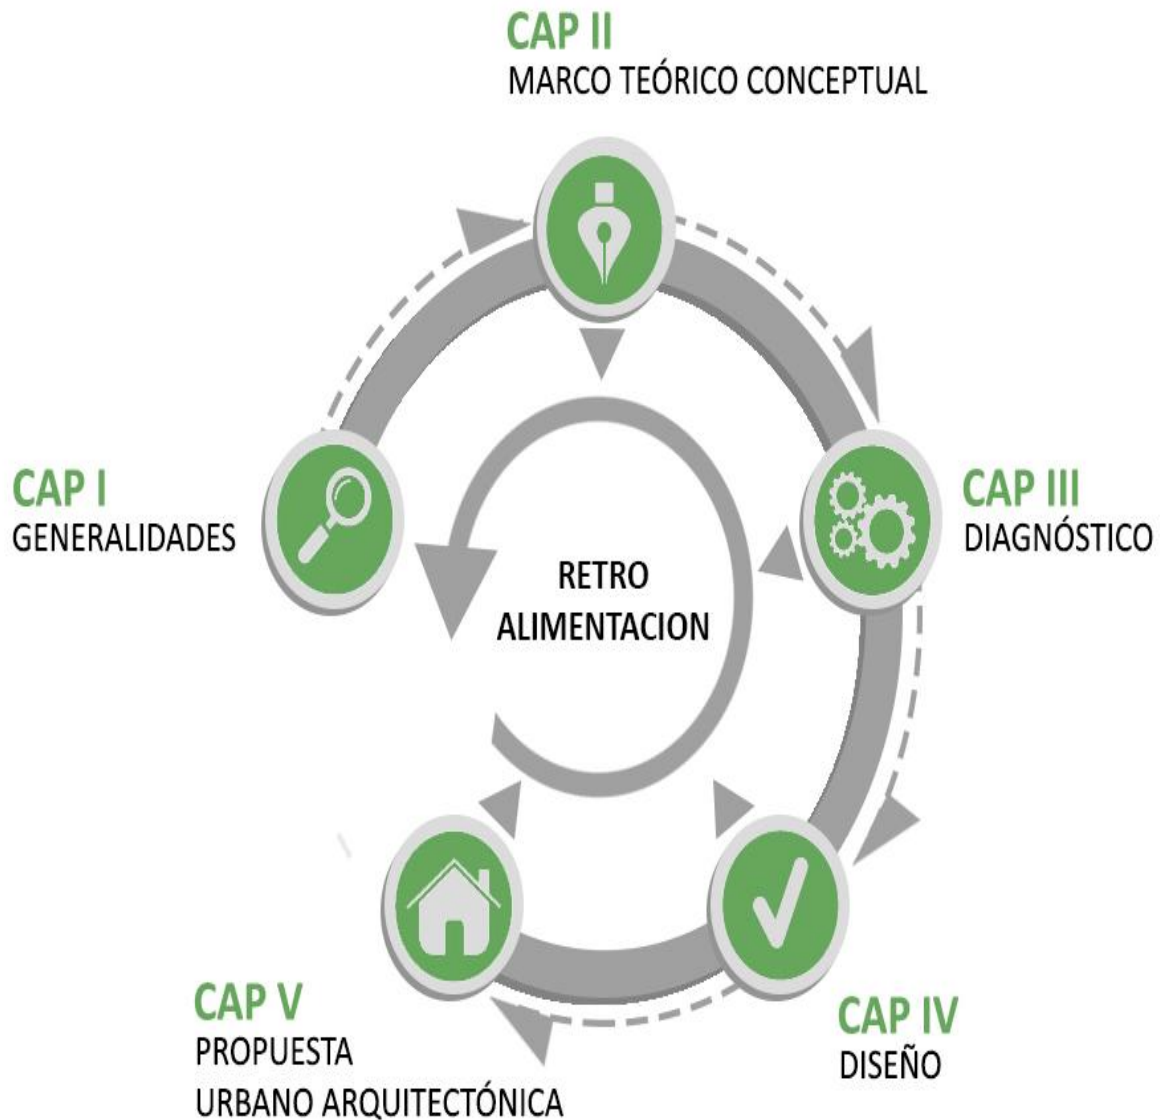 CAP II
MARCO TEÓRICO CONCEPTUAL
CAP I
GENERALIDADES
CAP III
DIAGNÓSTICO
RETRO
ALIMENTACION
CAP V
PROPUESTA
URBANO ARQUITECTÓNICA
CAP IV
DISEÑO